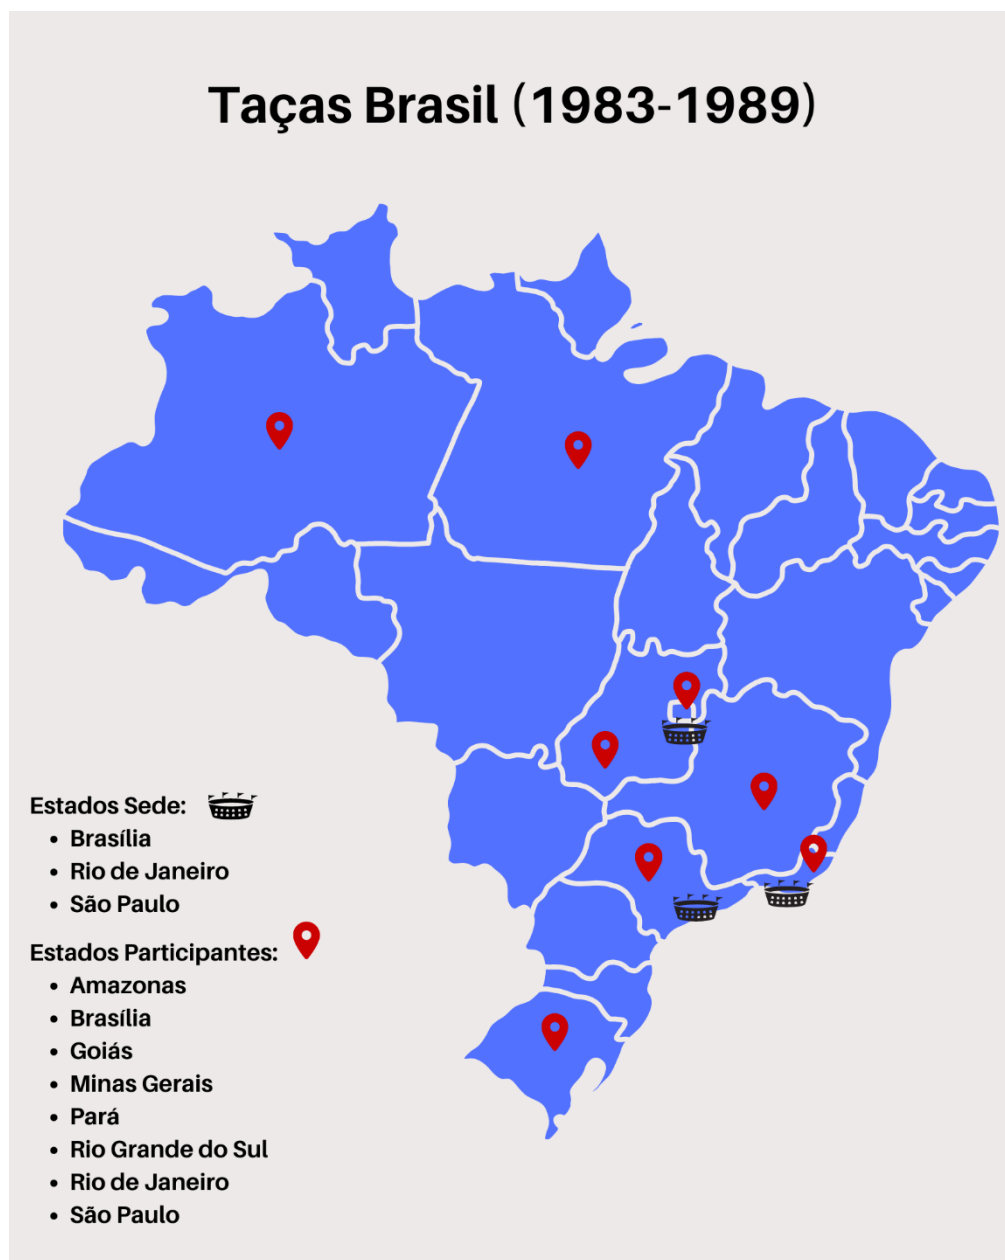 Taças Brasil (1983-1989)
Estados Sede:
• Brasília
• Rio de Janeiro
• São Paulo
Estados Participantes:
• Amazonas
• Brasília
• Goiás
• Minas Gerais
• Pará
• Rio Grande do Sul
• Rio de Janeiro
• São Paulo